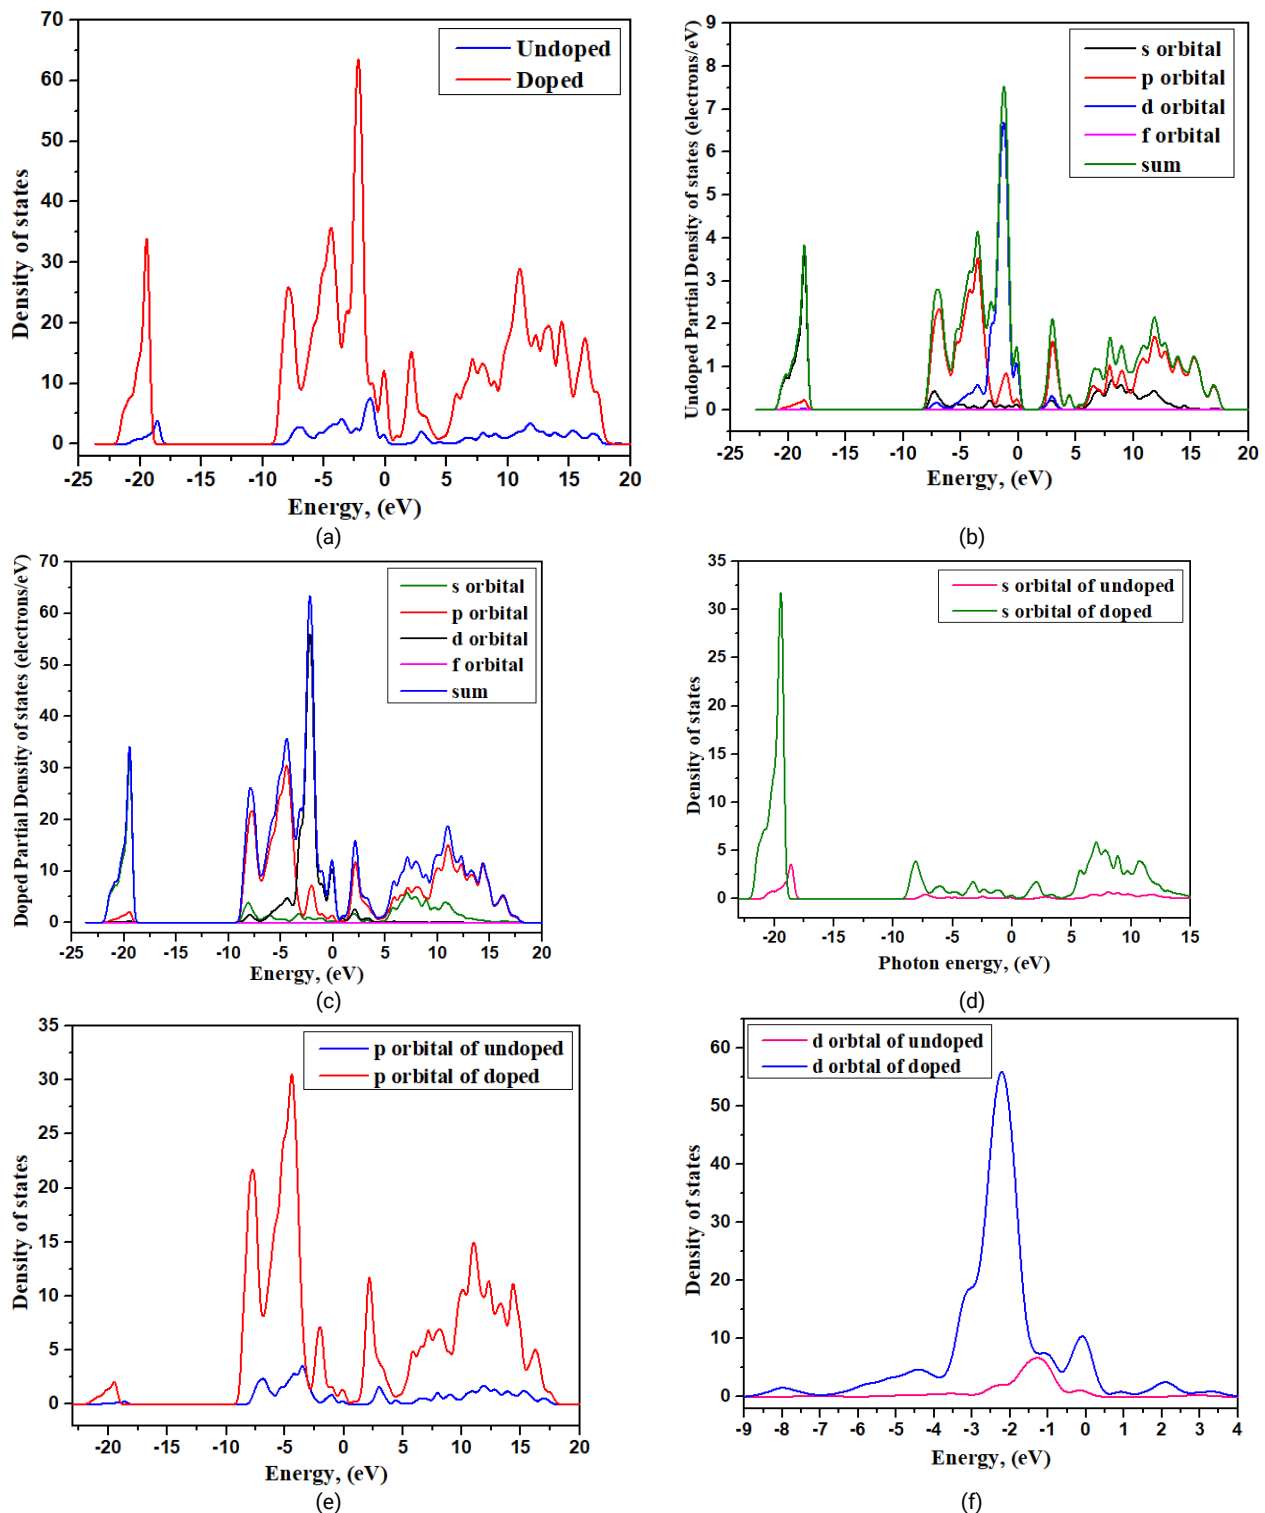 70
60
50
40
30
20
10
0
Density of states
Undoped
Doped
-25 -20 -15 -10 -5 0 5 10 15 20
Energy, (eV)
(a)
9
8
7
6
5
4
3
2
1
0
Undoped Partial Density of states (electrons/eV)
s orbital
p orbital
d orbital
f orbital
sum
-25 -20 -15 -10 -5 0 5 10 15 20
Energy, (eV)
(b)
70
60
50
40
30
20
10
0
Doped Partial Density of states (electrons/eV)
s orbital
p orbital
d orbital
f orbital
sum
-25 -20 -15 -10 -5 0 5 10 15 20
Energy, (eV)
(c)
35
30
25
20
15
10
5
0
Density of states
s orbital of undoped
s orbital of doped
-20 -15 -10 -5 0 5 10 15
Photon energy, (eV)
(d)
35
30
25
20
15
10
5
0
Density of states
p orbital of undoped
p orbital of doped
-20 -15 -10 -5 0 5 10 15 20
Energy, (eV)
(e)
60
50
40
30
20
10
0
Density of states
d orbtal of undoped
d orbtal of doped
-9 -8 -7 -6 -5 -4 -3 -2 -1 0 1 2 3 4
Energy, (eV)
(f)